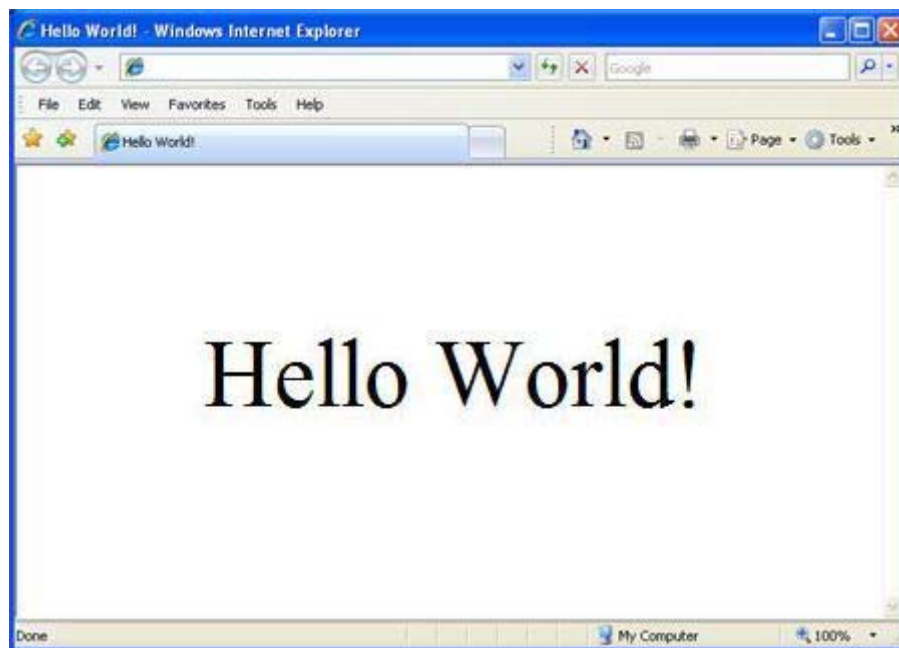 Hello World! - Windows Internet Explorer
Google
File Edit View Favorites Tools Help
Hello World! Page Tools
Hello World!
Done My Computer 100%